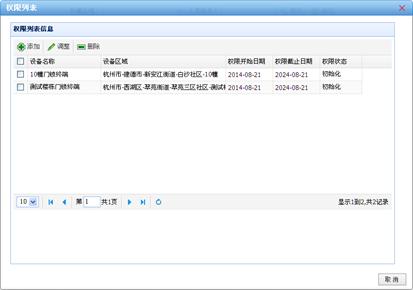 权限列表
权限列表信息
添加 调整 删除
设备名称 设备区域 权限开始日期 权限截止日期 权限状态
10幢门锁终端 杭州市-建德市-新安江街道-白沙社区-10幢 2014-08-21 2024-08-21 初始化
测试楼栋门锁终端 杭州市-西湖区-翠苑街道-翠苑三区社区-测试 2014-08-21 2024-08-21 初始化
10 第 1 共1页 显示1到2,共2记录
取消